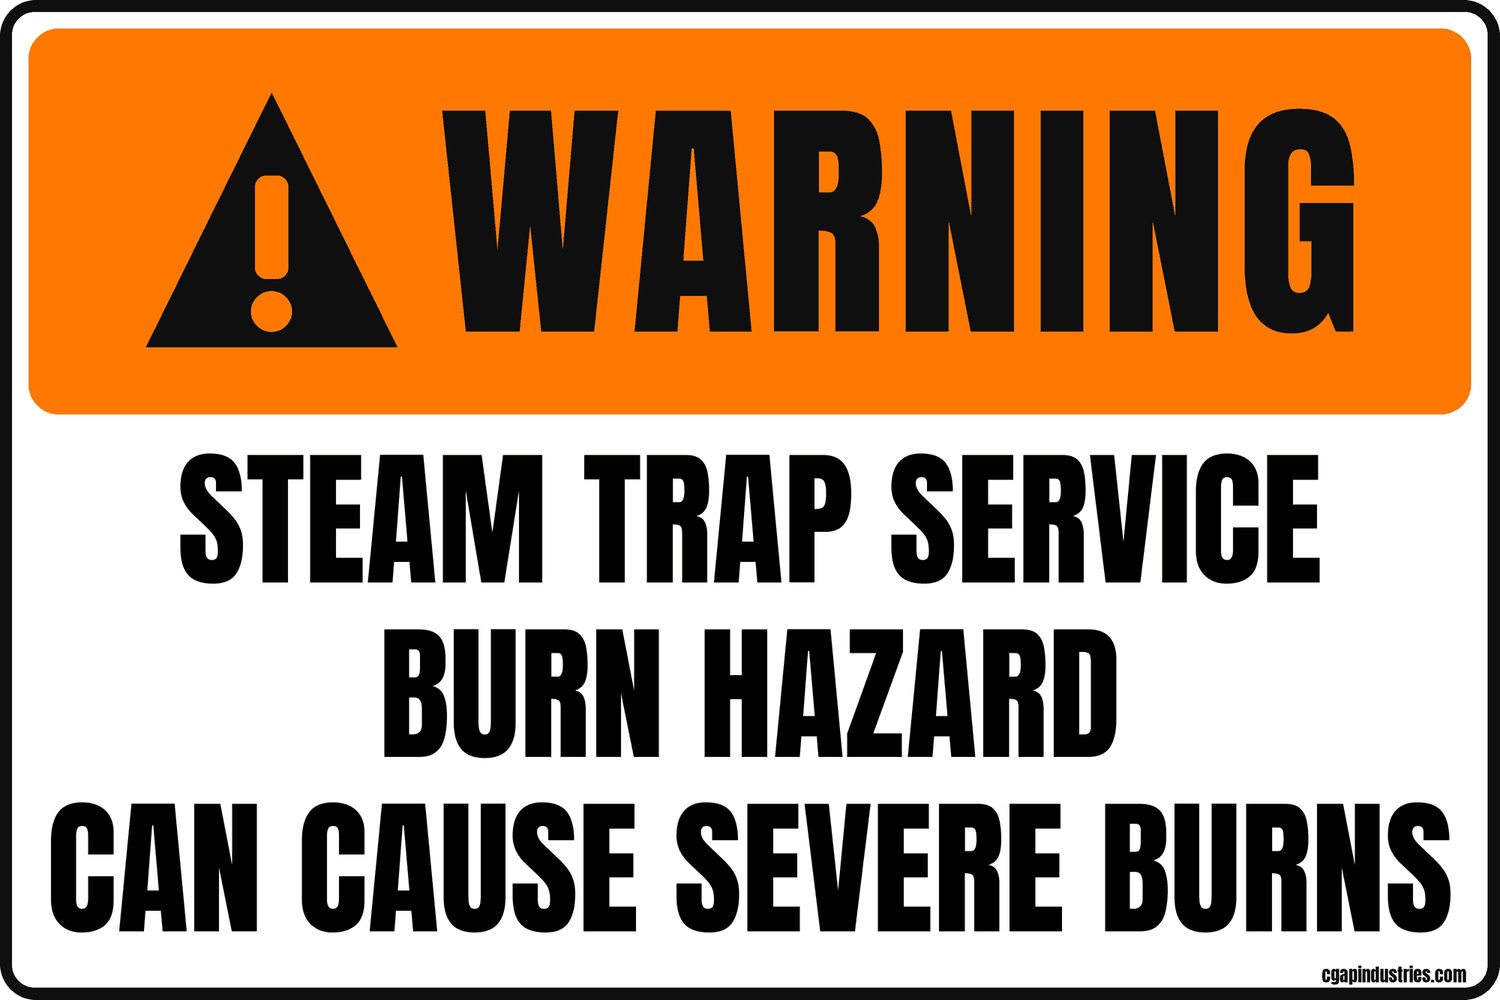 WARNING
STEAM TRAP SERVICE
BURN HAZARD
CAN CAUSE SEVERE BURNS
cgapindustries.com